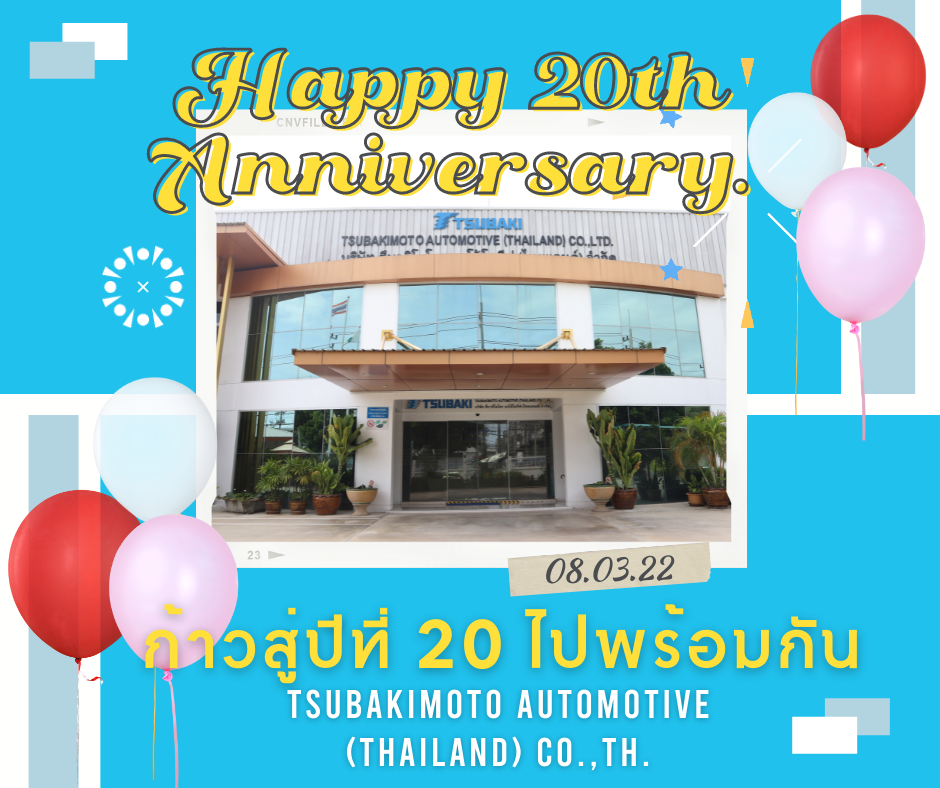 Happy 20th
CNVFIL
Anniversary.
TSUBAKI
TSUBAKIMOTO AUTOMOTIVE (THAILAND) CO.,LTD.
TSUBAKI
23
08.03.22
ก้าวสู่ปีที่ 20 ไปพร้อมกัน
TSUBAKIMOTO AUTOMOTIVE
(THAILAND) CO.,TH.